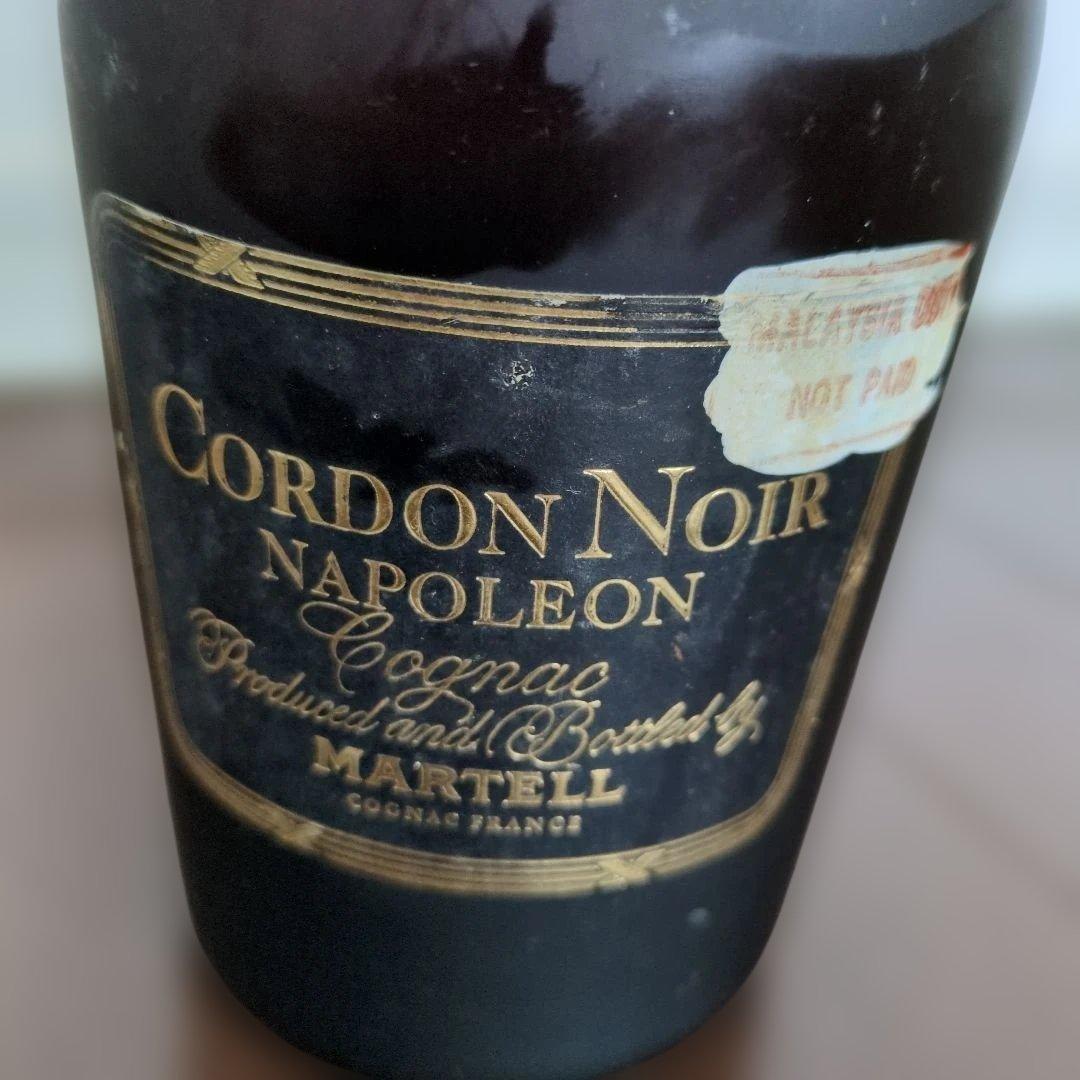 MALAYSIA DUTY
NOT PAID
CORDON NOIR
NAPOLEON
Cognac
Produced and Bottled by
MARTELL
COGNAC FRANCE